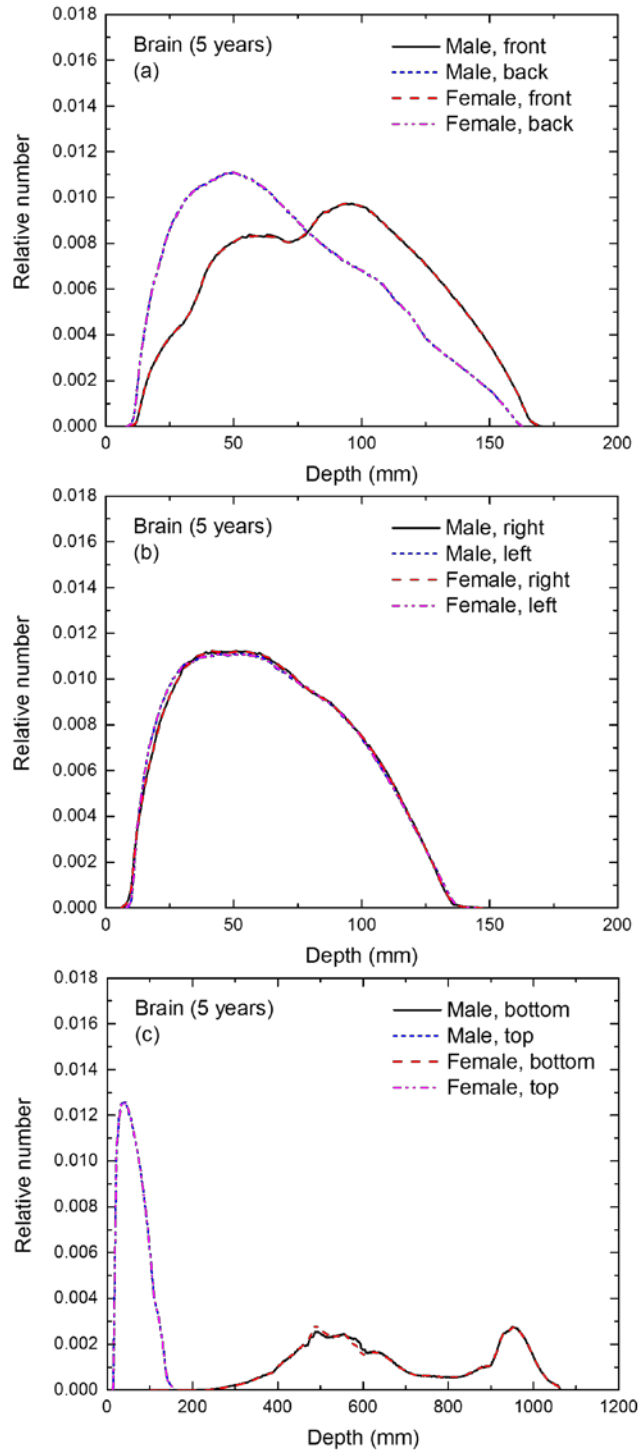 0.018
0.016
0.014
0.012
0.010
0.008
0.006
0.004
0.002
0.000
Relative number
Brain (5 years)
(a)
Male, front
Male, back
Female, front
Female, back
0 50 100 150 200
Depth (mm)
0.018
0.016
0.014
0.012
0.010
0.008
0.006
0.004
0.002
0.000
Relative number
Brain (5 years)
(b)
Male, right
Male, left
Female, right
Female, left
0 50 100 150 200
Depth (mm)
0.018
0.016
0.014
0.012
0.010
0.008
0.006
0.004
0.002
0.000
Relative number
Brain (5 years)
(c)
Male, bottom
Male, top
Female, bottom
Female, top
0 200 400 600 800 1000 1200
Depth (mm)